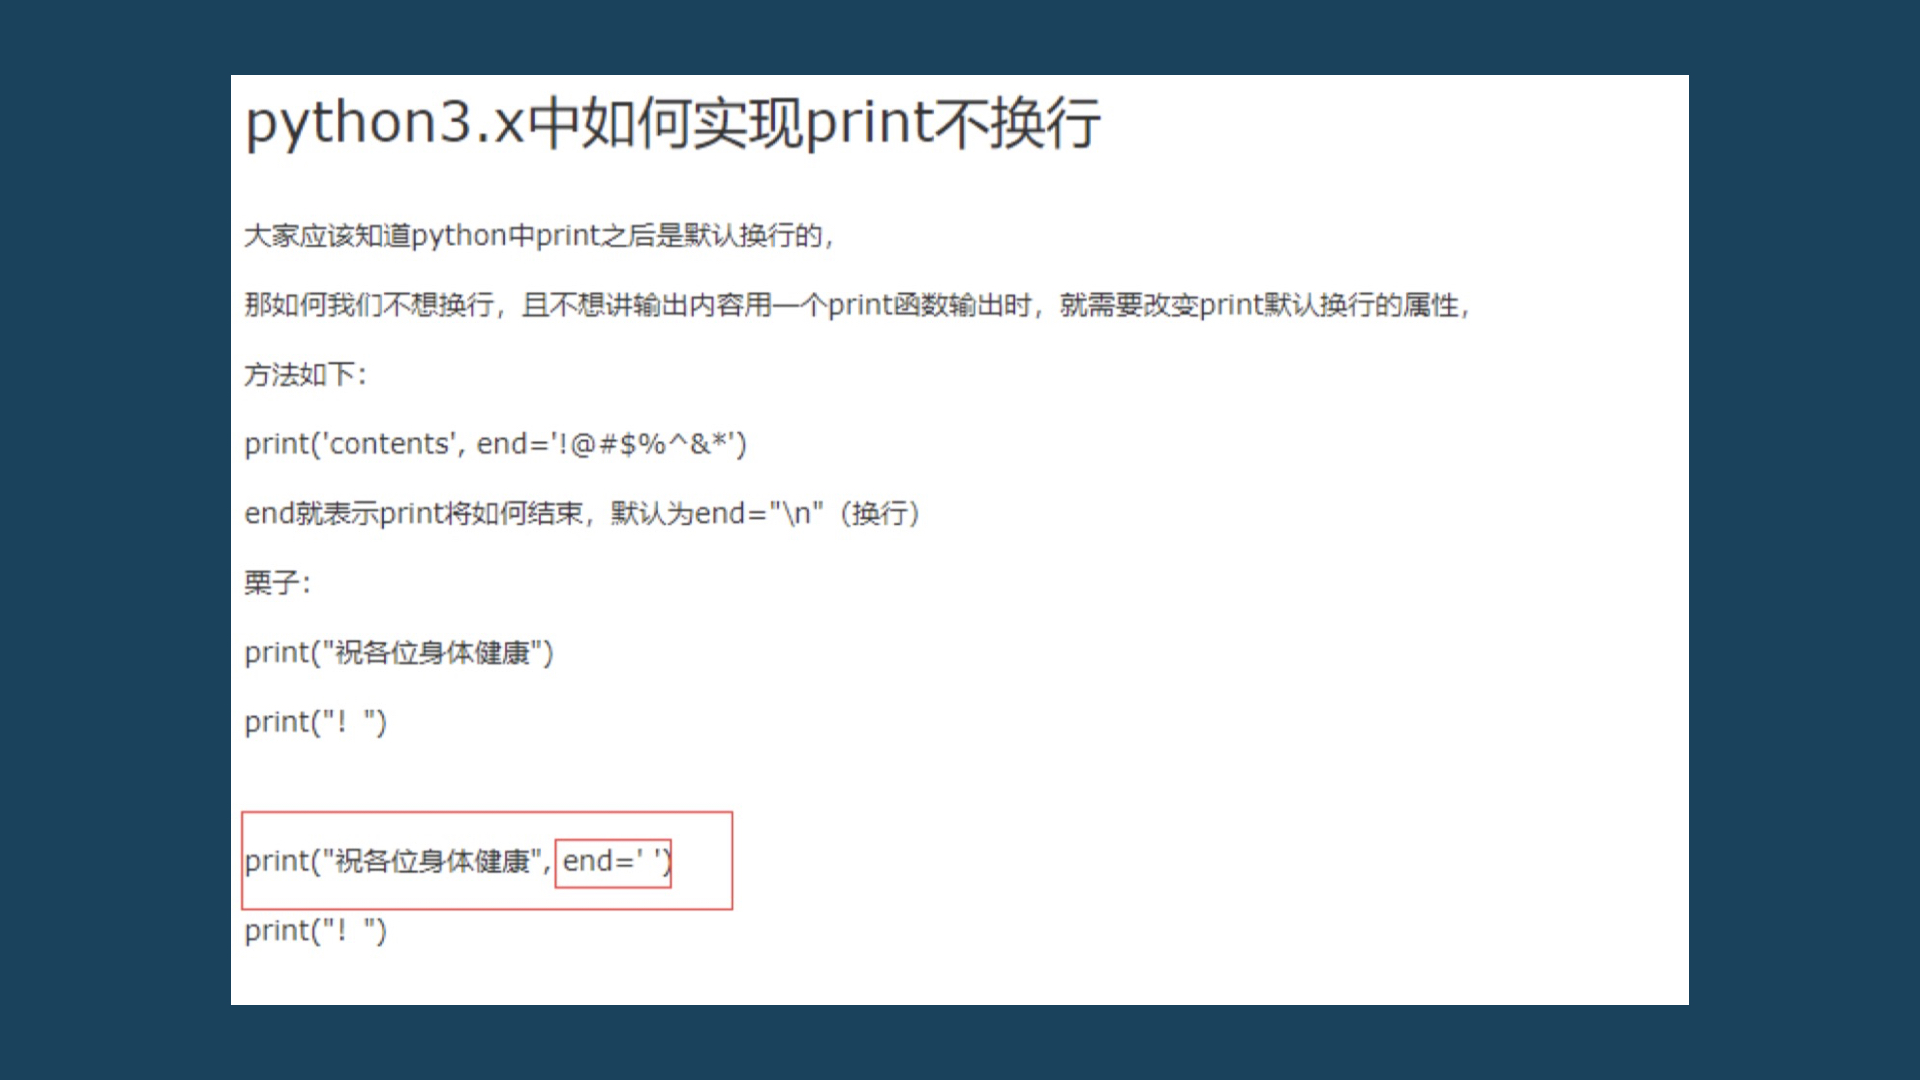 python3.x中如何实现print不换行
大家应该知道python中print之后是默认换行的，
那如何我们不想换行，且不想讲输出内容用一个print函数输出时，就需要改变print默认换行的属性，
方法如下：
print('contents', end='!@#$%^&*')
end就表示print将如何结束，默认为end="\n"（换行）
栗子：
print("祝各位身体健康")
print("！")
print("祝各位身体健康", end=' ')
print("！")